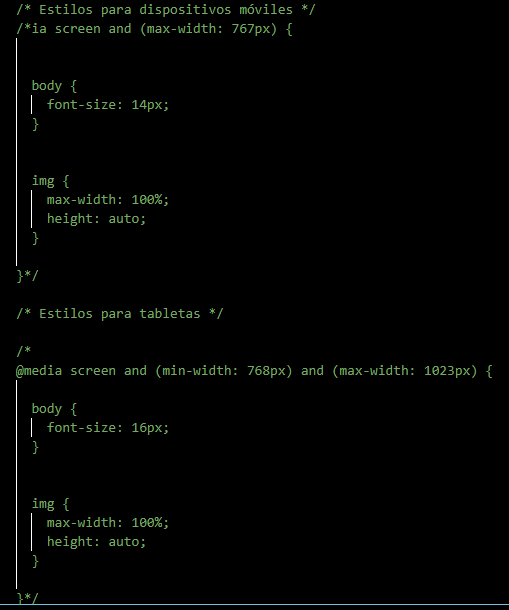 /* Estilos para dispositivos móviles */
/*ia screen and (max-width: 767px) {
body {
font-size: 14px;
}
img {
max-width: 100%;
height: auto;
}
}*/
/* Estilos para tabletas */
/*
@media screen and (min-width: 768px) and (max-width: 1023px) {
body {
font-size: 16px;
}
img {
max-width: 100%;
height: auto;
}
}*/